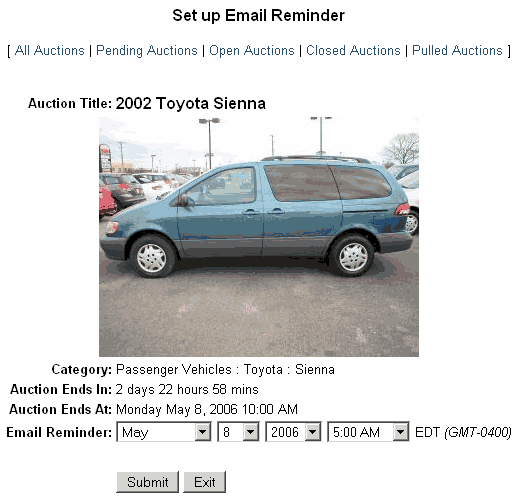 Set up Email Reminder
[ All Auctions | Pending Auctions | Open Auctions | Closed Auctions | Pulled Auctions ]
Auction Title: 2002 Toyota Sienna
Category: Passenger Vehicles : Toyota : Sienna
Auction Ends In: 2 days 22 hours 58 mins
Auction Ends At: Monday May 8, 2006 10:00 AM
Email Reminder: May 8 2006 5:00 AM EDT (GMT-0400)
Submit Exit